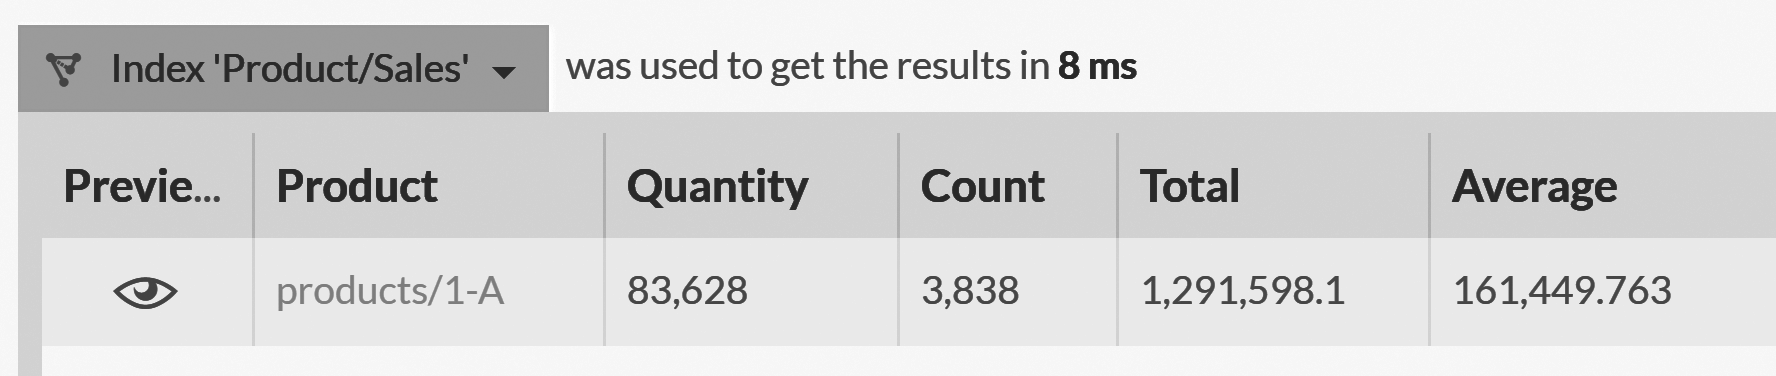 Index 'Product/Sales' was used to get the results in 8 ms
Previe... Product Quantity Count Total Average
products/1-A 83,628 3,838 1,291,598.1 161,449.763